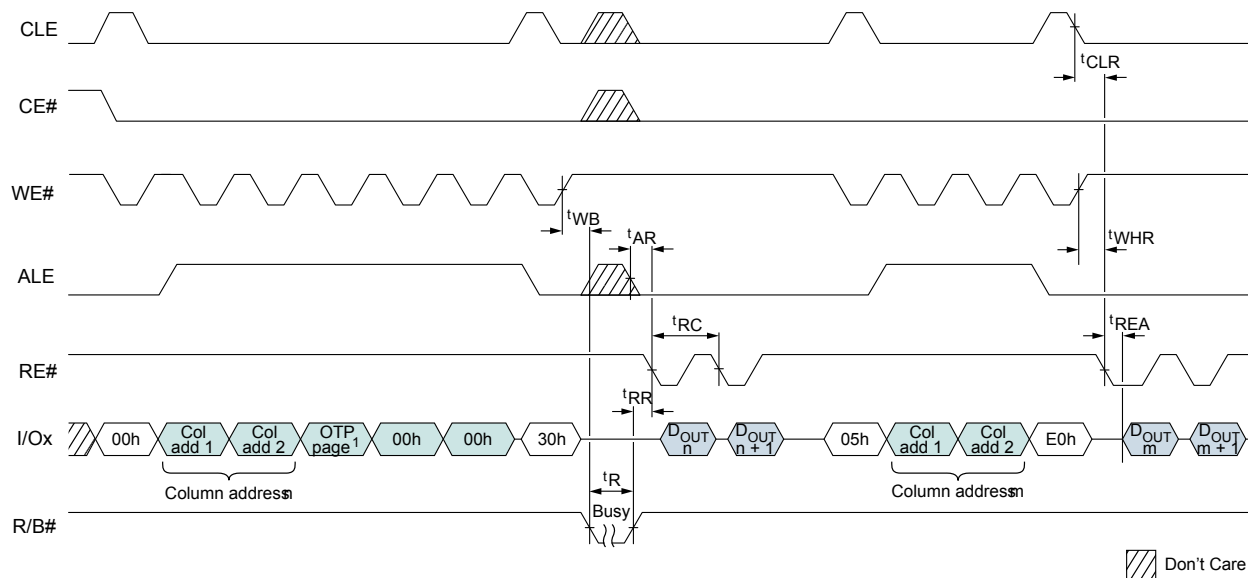 CLE
tCLR
CE#
WE#
tWB
tAR
tWHR
ALE
tRC
tREA
RE#
tRR
I/Ox
00h
Col add 1
Col add 2
OTP page1
00h
00h
30h
DOUT n
DOUT n + 1
05h
Col add 1
Col add 2
E0h
DOUT m
DOUT m + 1
Column address n
tR
Column address m
R/B#
Busy
Don't Care